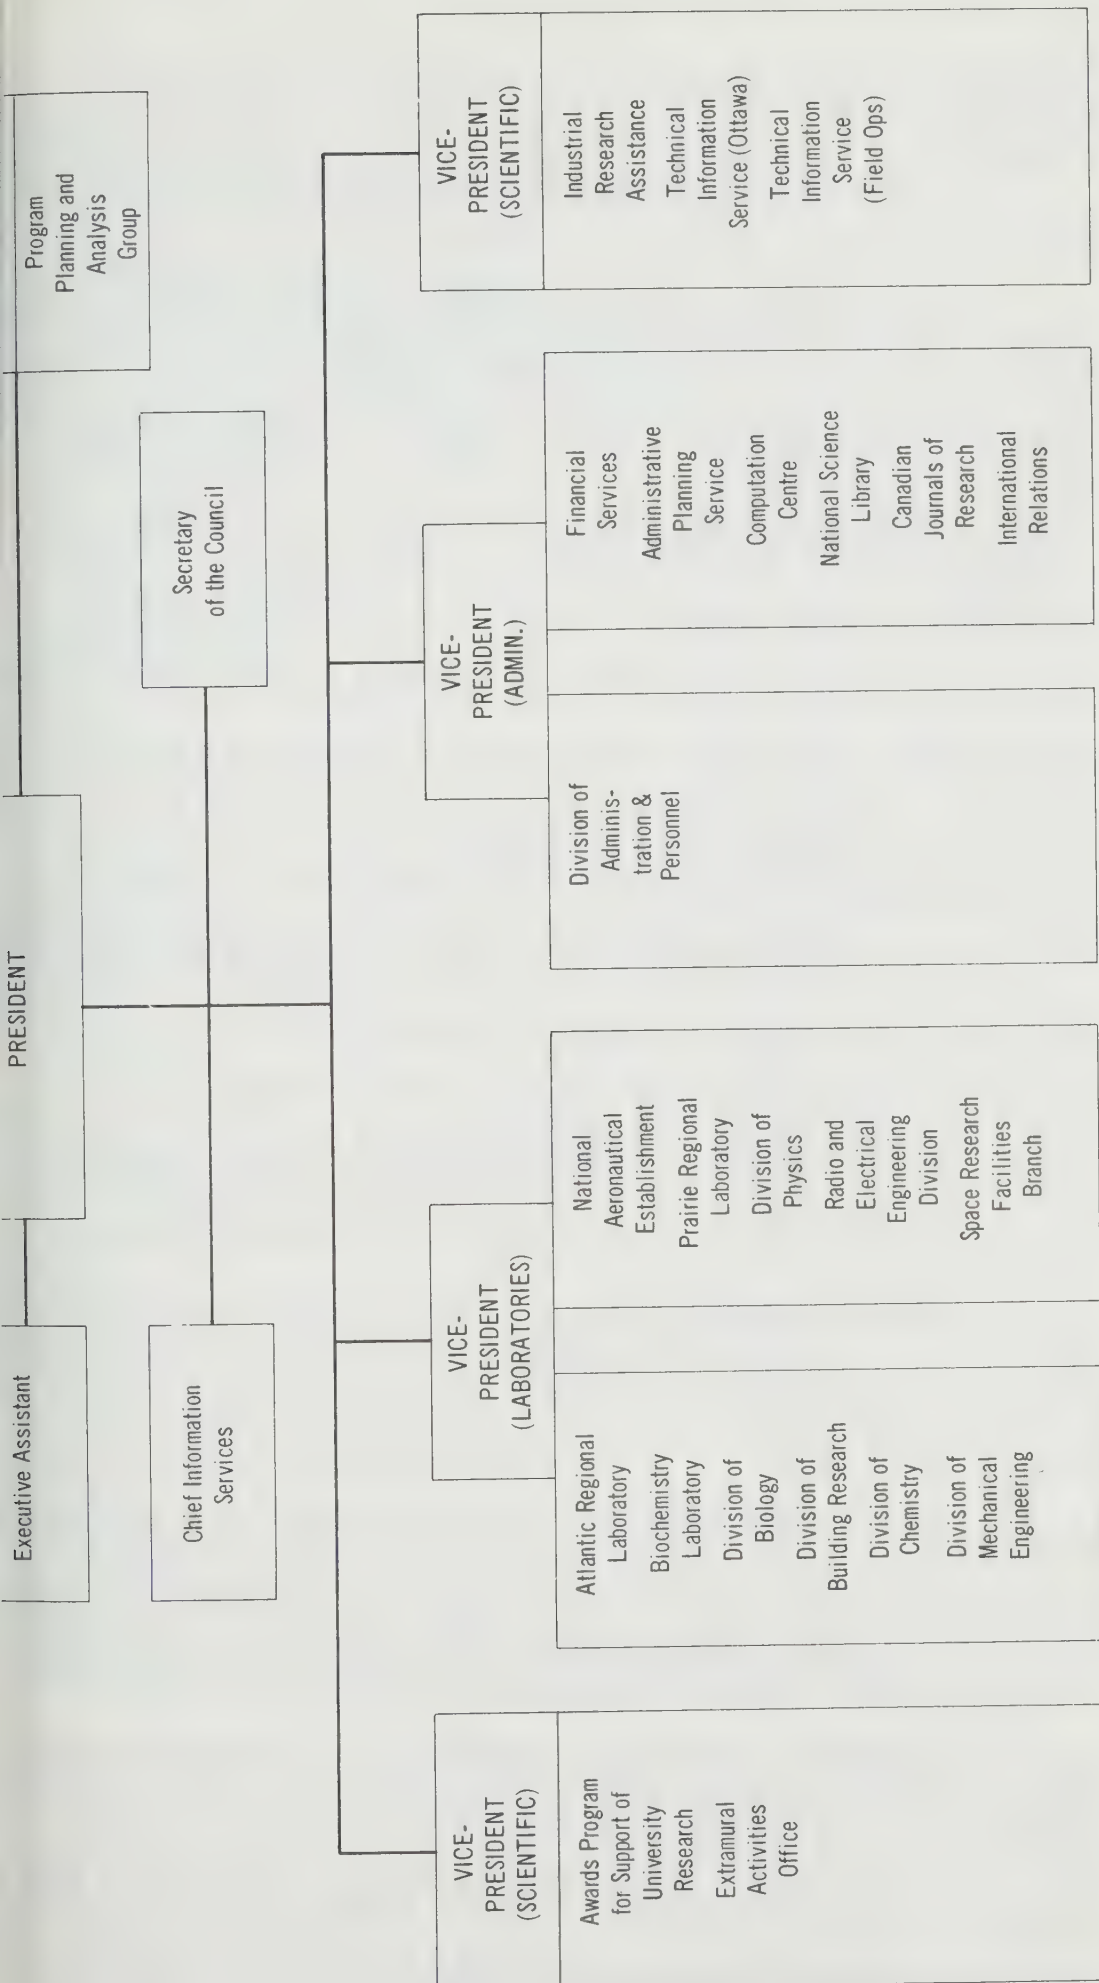 PRESIDENT
Executive Assistant
Program
Planning and
Analysis
Group
Chief Information
Services
Secretary
of the Council
VICE-
PRESIDENT
(SCIENTIFIC)
Awards Program
for Support of
University
Research
Extramural
Activities
Office
VICE-
PRESIDENT
(LABORATORIES)
Atlantic Regional
Laboratory
Biochemistry
Laboratory
Division of
Biology
Division of
Building Research
Division of
Chemistry
Division of
Mechanical
Engineering
National
Aeronautical
Establishment
Prairie Regional
Laboratory
Division of
Physics
Radio and
Electrical
Engineering
Division
Space Research
Facilities
Branch
VICE-
PRESIDENT
(ADMIN.)
Division of
Adminis-
tration &
Personnel
Financial
Services
Administrative
Planning
Service
Computation
Centre
National Science
Library
Canadian
Journals of
Research
International
Relations
VICE-
PRESIDENT
(SCIENTIFIC)
Industrial
Research
Assistance
Technical
Information
Service (Ottawa)
Technical
Information
Service
(Field Ops)